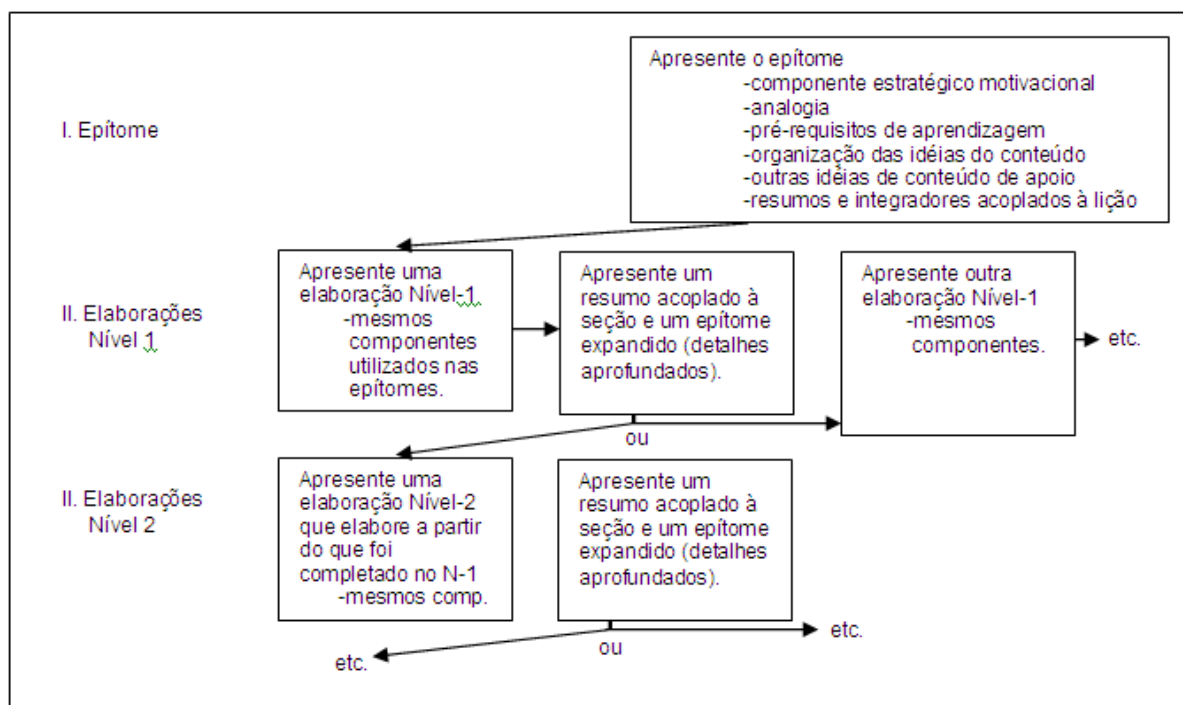 Apresente o epítome
-componente estratégico motivacional
-analogia
I. Epítome
-pré-requisitos de aprendizagem
-organização das idéias do conteúdo
-outras idéias de conteúdo de apoio
-resumos e integradores acoplados à lição
II. Elaborações
Nível 1
Apresente uma
elaboração Nível-1.
-mesmos
componentes
utilizados nas
epítomes.
Apresente um
resumo acoplado à
seção e um epítome
expandido (detalhes
aprofundados).
Apresente outra
elaboração Nível-1
-mesmos
componentes.
etc.
ou
II. Elaborações
Nível 2
Apresente uma
elaboração Nível-2
que elabore a partir
do que foi
completado no N-1
-mesmos comp.
Apresente um
resumo acoplado à
seção e um epítome
expandido (detalhes
aprofundados).
etc.
ou
etc.